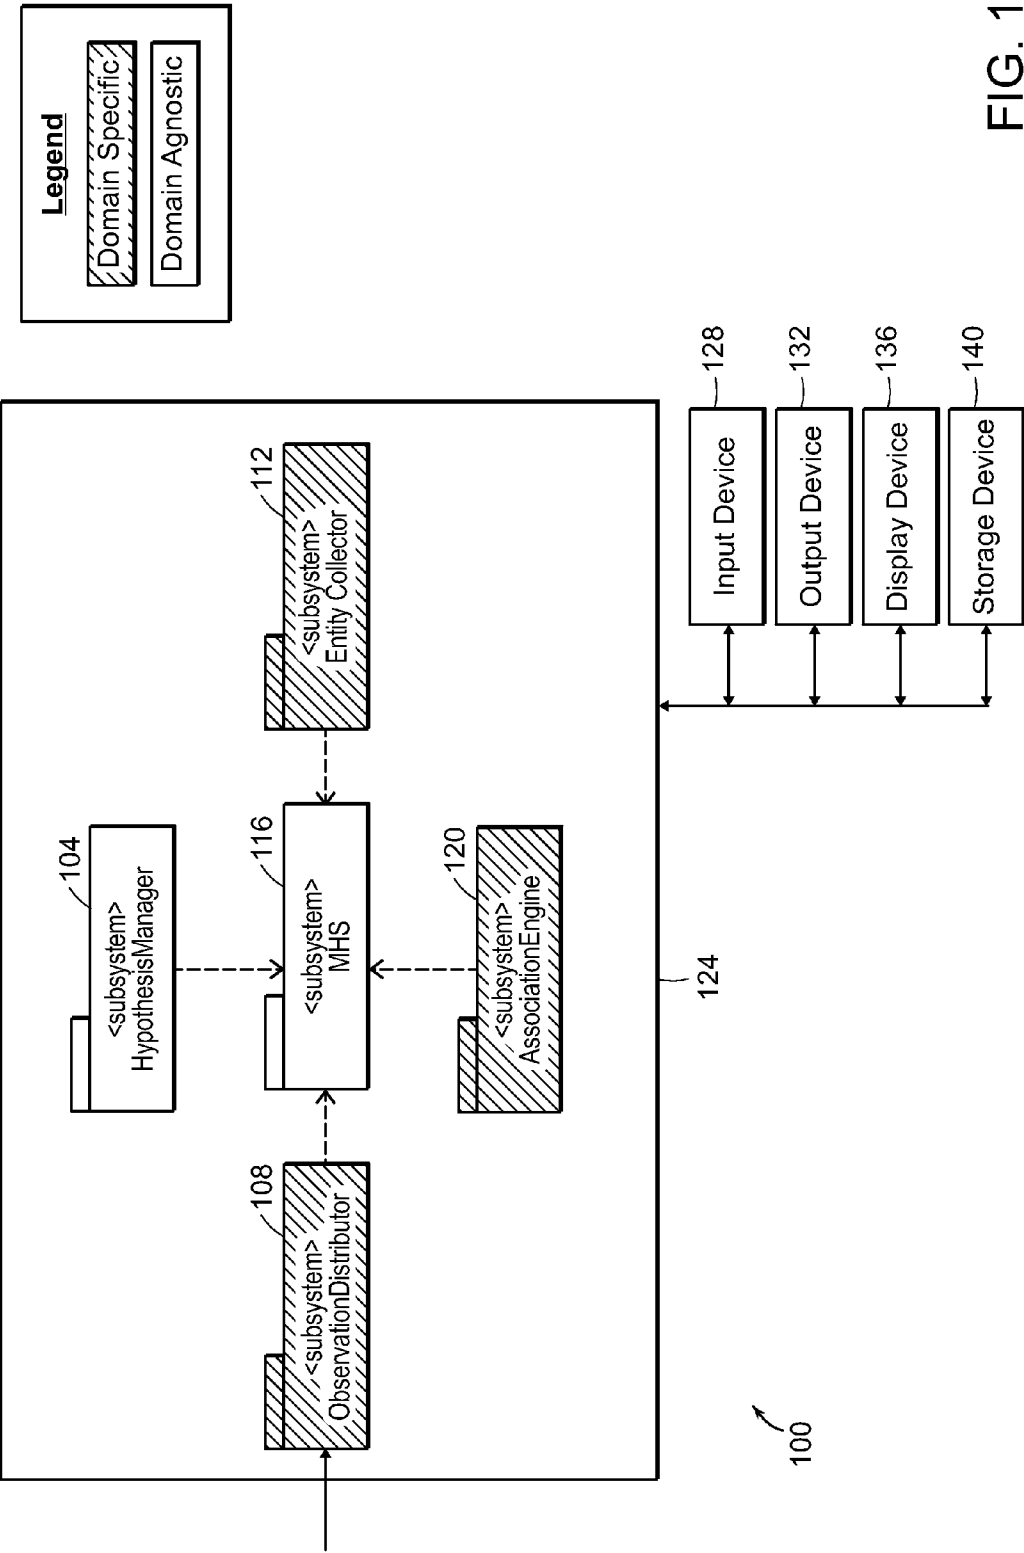 Legend
Domain Specific
Domain Agnostic
104
<subsystem>
HypothesisManager
108
<subsystem>
ObservationDistributor
116
<subsystem>
MHS
112
<subsystem>
Entity Collector
120
<subsystem>
AssociationEngine
124
Input Device
128
Output Device
132
Display Device
136
Storage Device
140
100
FIG. 1